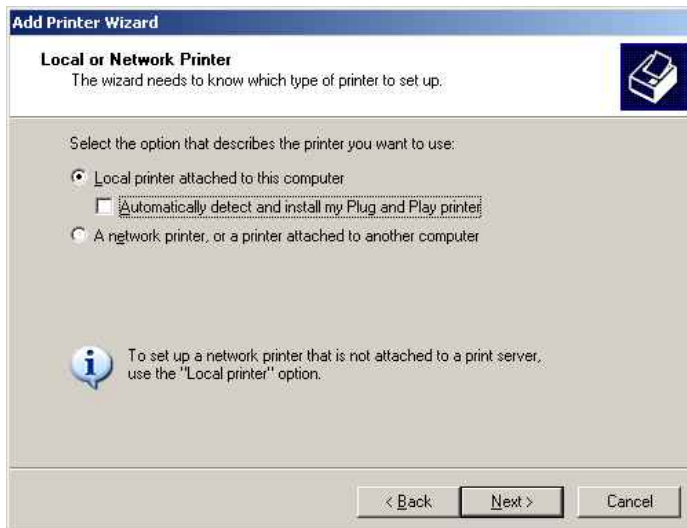 Add Printer Wizard
Local or Network Printer
The wizard needs to know which type of printer to set up.
Select the option that describes the printer you want to use:
Local printer attached to this computer
Automatically detect and install my Plug and Play printer
A network printer, or a printer attached to another computer
To set up a network printer that is not attached to a print server,
use the "Local printer" option.
< Back Next > Cancel